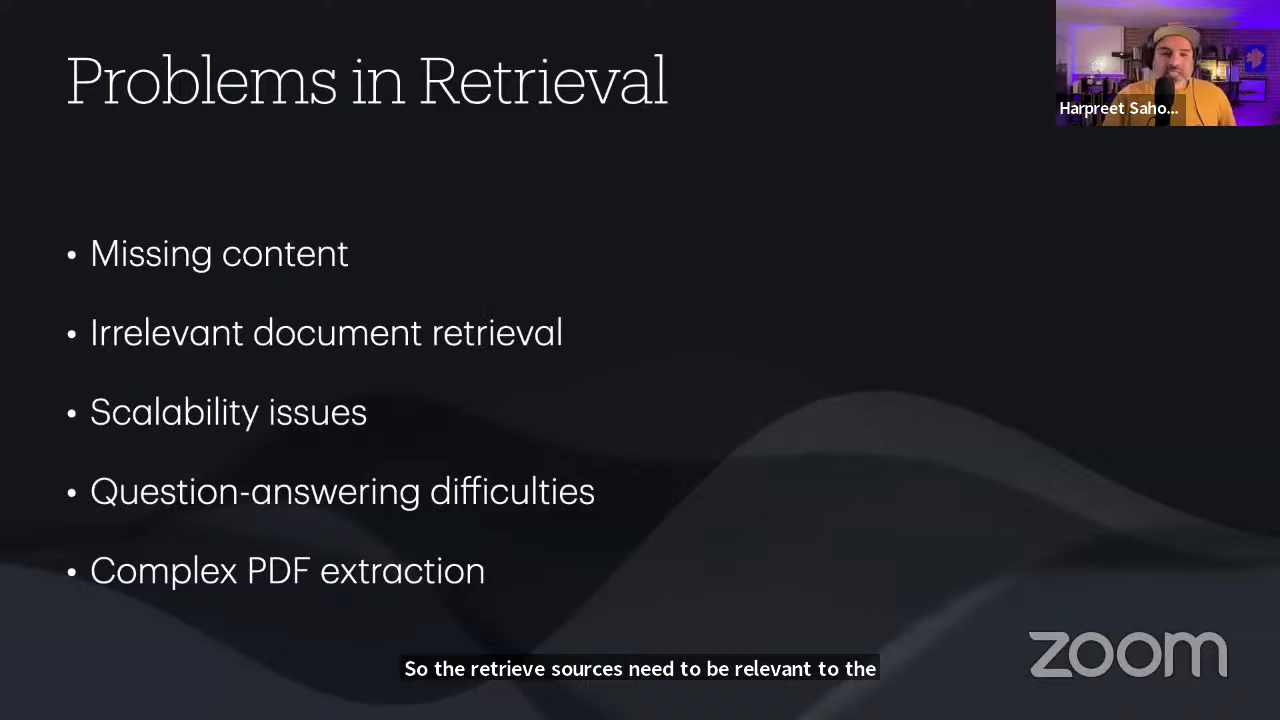 Problems in Retrieval
Harpreet Saho...
• Missing content
• Irrelevant document retrieval
• Scalability issues
• Question-answering difficulties
• Complex PDF extraction
So the retrieve sources need to be relevant to the
zoom